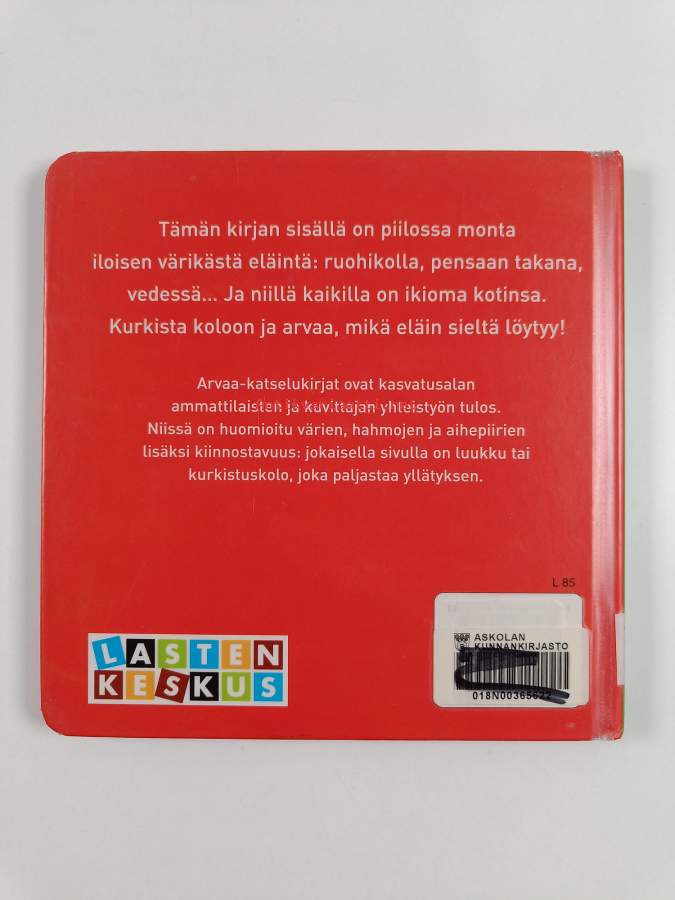 Tämän kirjan sisällä on piilossa monta
iloisen värikästä eläintä: ruohikolla, pensaan takana,
vedessä... Ja niillä kaikilla on ikioma kotinsa.
Kurkista koloon ja arvaa, mikä eläin sieltä löytyy!
Arvaa-katselukirjat ovat kasvatusalan
ammattilaisten ja kuvittajan yhteistyön tulos.
Niissä on huomioitu värien, hahmojen ja aihepiirien
lisäksi kiinnostavuus: jokaisella sivulla on luukku tai
kurkistuskolo, joka paljastaa yllätyksen.
L 85
LASTEN
KESKUS
ASKOLAN
KUNNANKIRJASTO
018N00365622